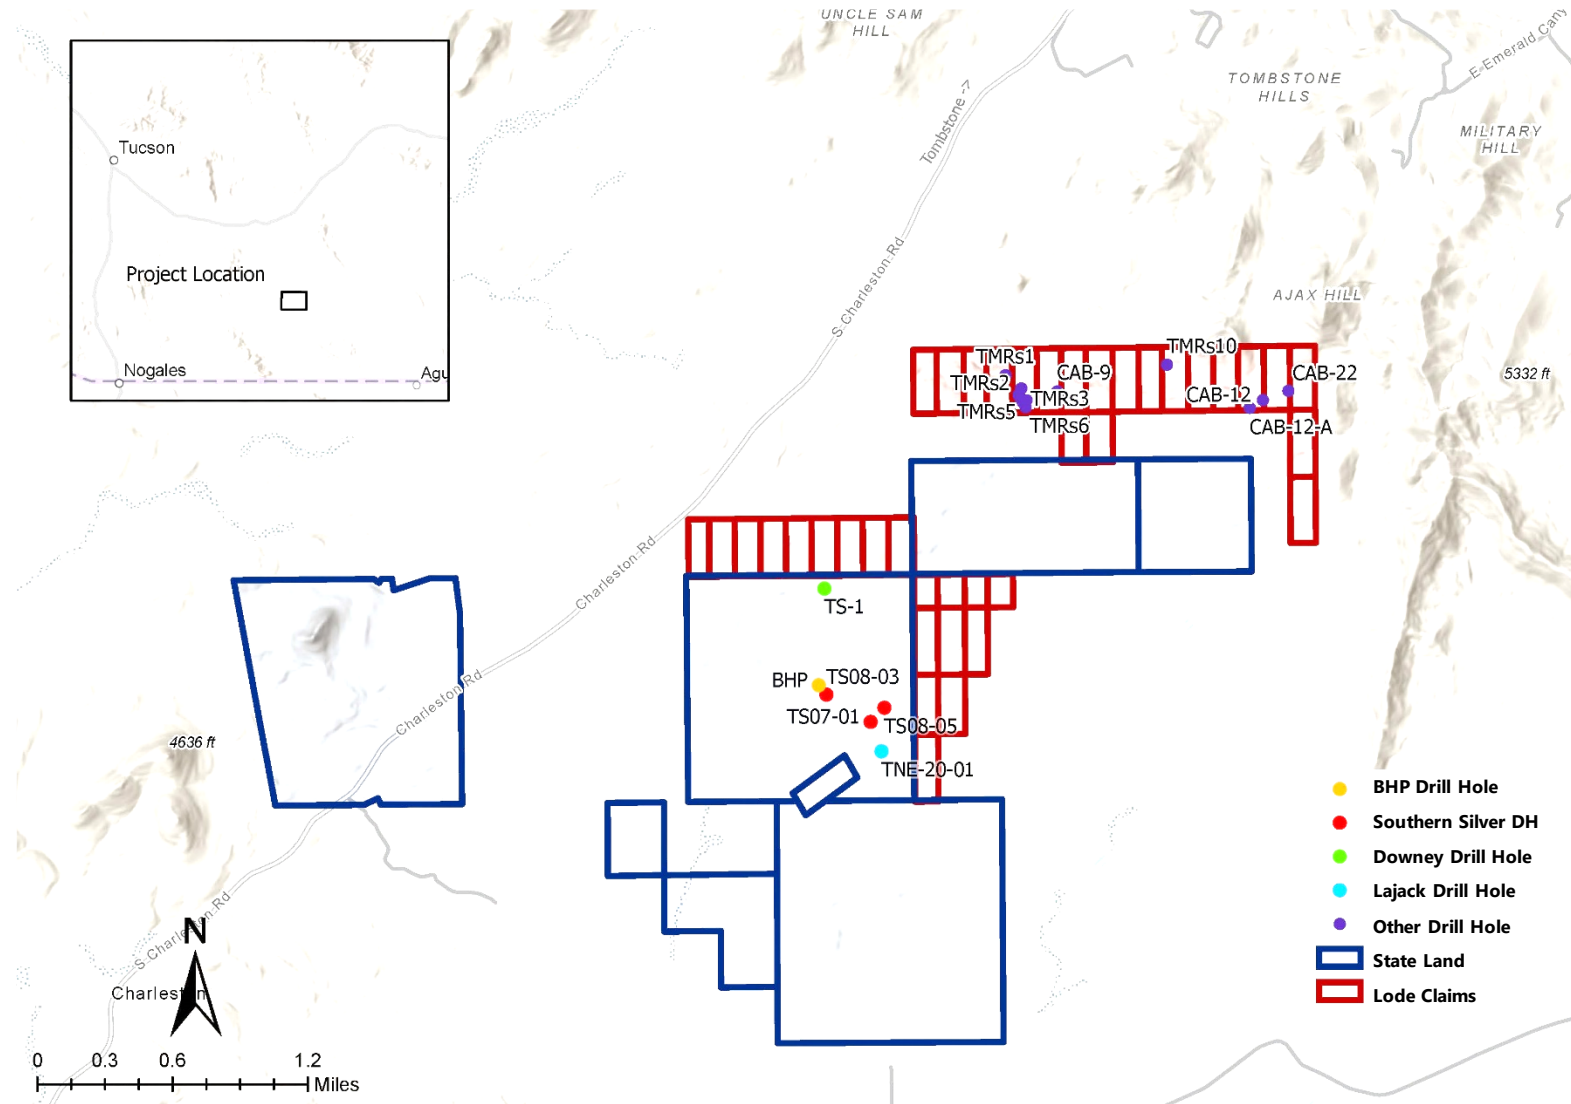 UNCLE SAM
HILL
E-Emerald Cany
TOMBSTONE
HILLS
Tombstone ->
MILITARY
HILL
Tucson
S-Charleston-Rd
Project Location
AJAX HILL
TMRs10
TMRs1
Nogales
Agu
CAB-9
CAB-22
5332 ft
TMRs2
TMRs3
CAB-12
TMRs5
TMRs6
CAB-12-A
Charleston-Rd
TS-1
BHP
TS08-03
Charleston Rd
TS07-01
TS08-05
4636 ft
TNE-20-01
BHP Drill Hole
Southern Silver DH
Downey Drill Hole
Lajack Drill Hole
Other Drill Hole
State Land
Lode Claims
S-Charleston-Rd
N
Charleston
0 0.3 0.6 1.2
Miles